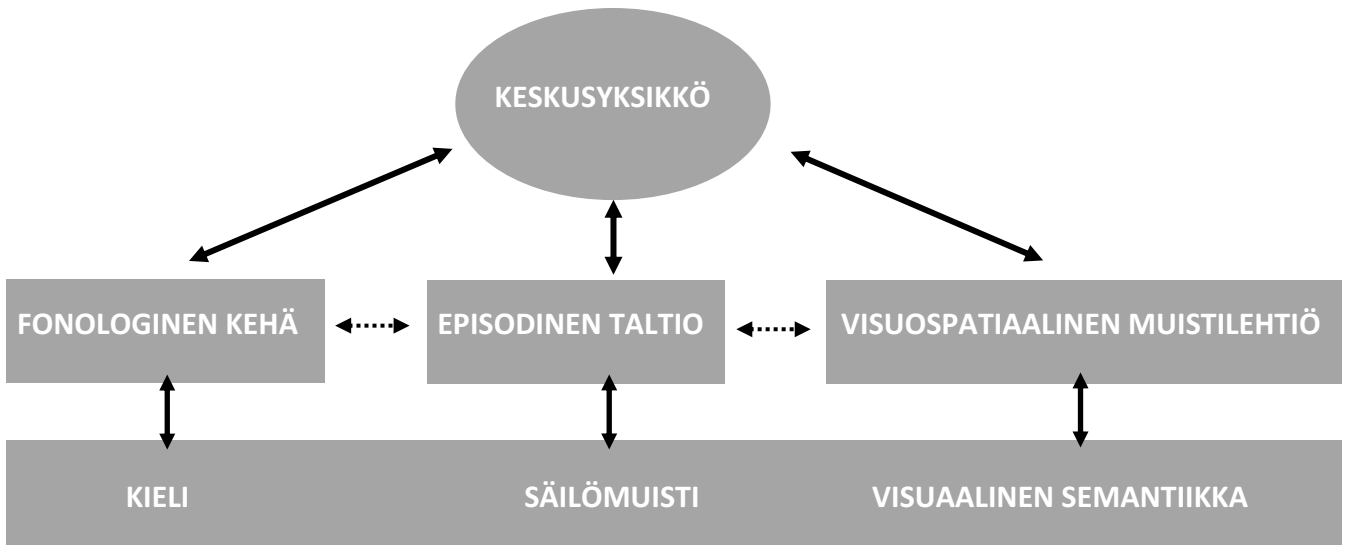 KESKUSYKSIKKÖ
FONOLOGINEN KEHÄ
EPISODINEN TALTIO
VISUOSPATIAALINEN MUISTILEHTIÖ
KIELI
SÄILÖMUISTI
VISUAALINEN SEMANTIIKKA